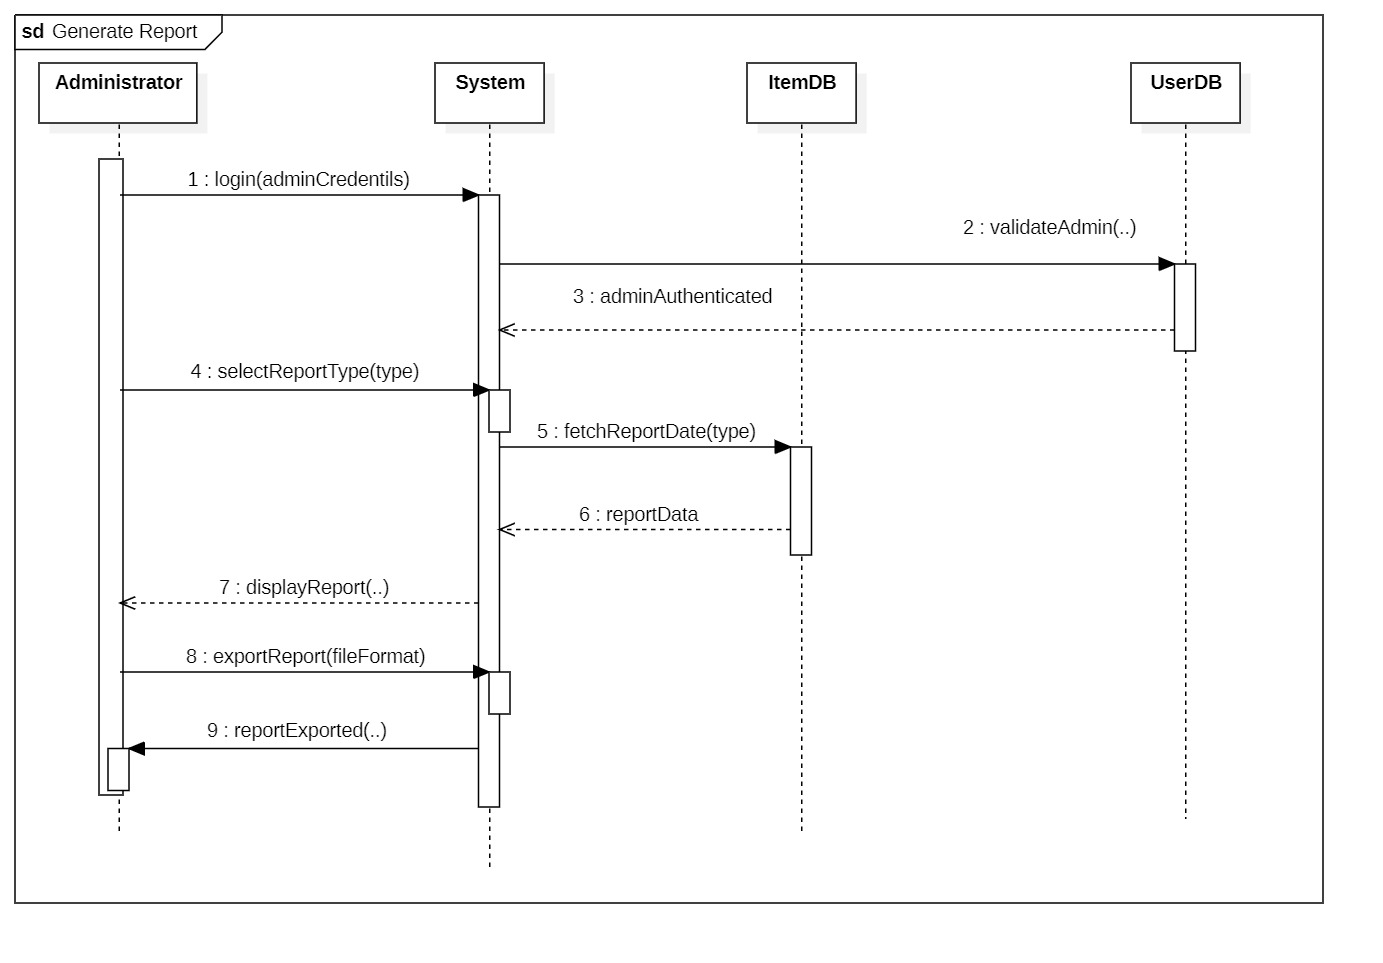 sd Generate Report
Administrator
System
ItemDB
UserDB
1 : login(adminCredentils)
2 : validateAdmin(..)
3 : adminAuthenticated
4 : selectReportType(type)
5 : fetchReportDate(type)
6 : reportData
7 : displayReport(..)
8 : exportReport(fileFormat)
9 : reportExported(..)